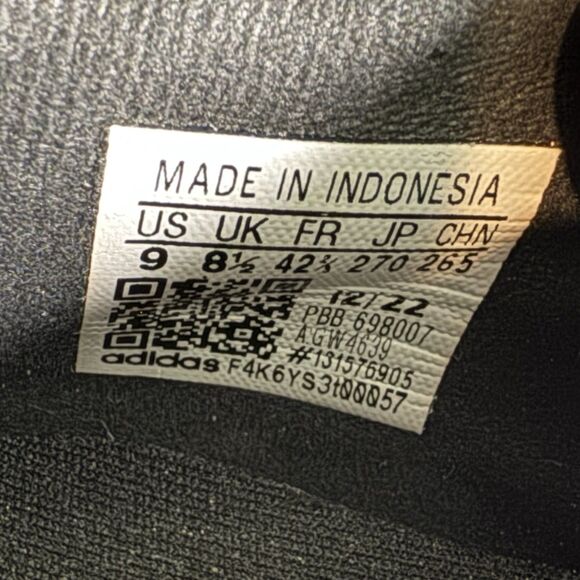 MADE IN INDONESIA
US UK FR JP CHN
9 8½ 42⅔ 270 265
12/22
PBB 698007
AGW4639
#131576905
adidas F4K6YS3t00057